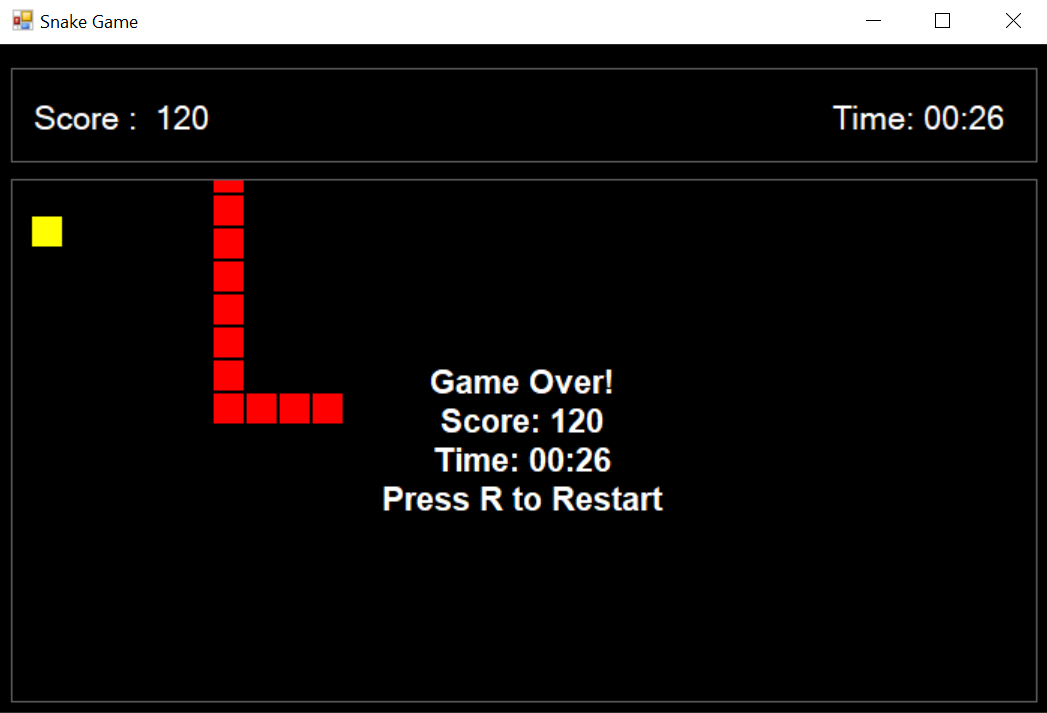 Snake Game
Score :  120
Time: 00:26
Game Over!
Score: 120
Time: 00:26
Press R to Restart